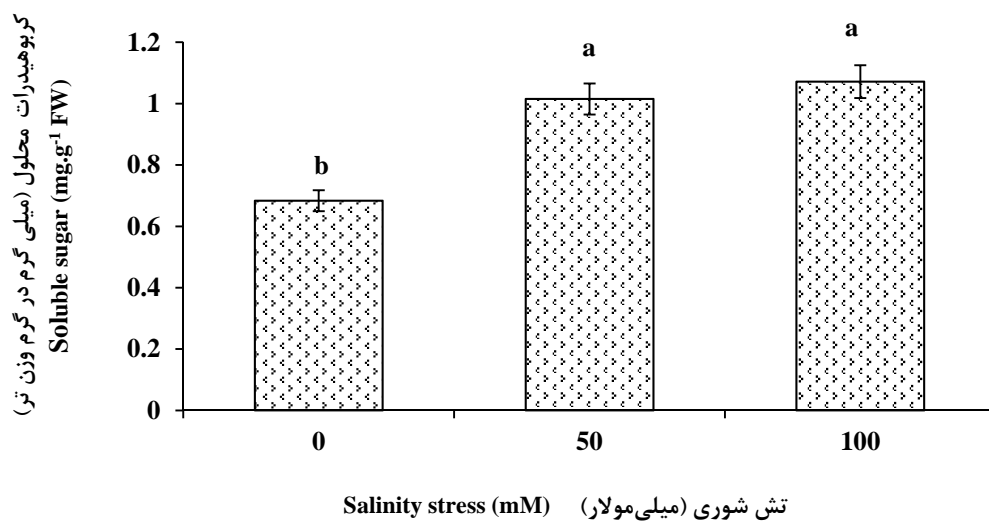 کربوهیدرات محلول (میلی گرم در گرم وزن تر)
Soluble sugar (mg.g⁻¹ FW)
1.2
1
0.8
0.6
0.4
0.2
0
b
a
a
0
50
100
Salinity stress (mM) تش شوری (میلی‌مولار)